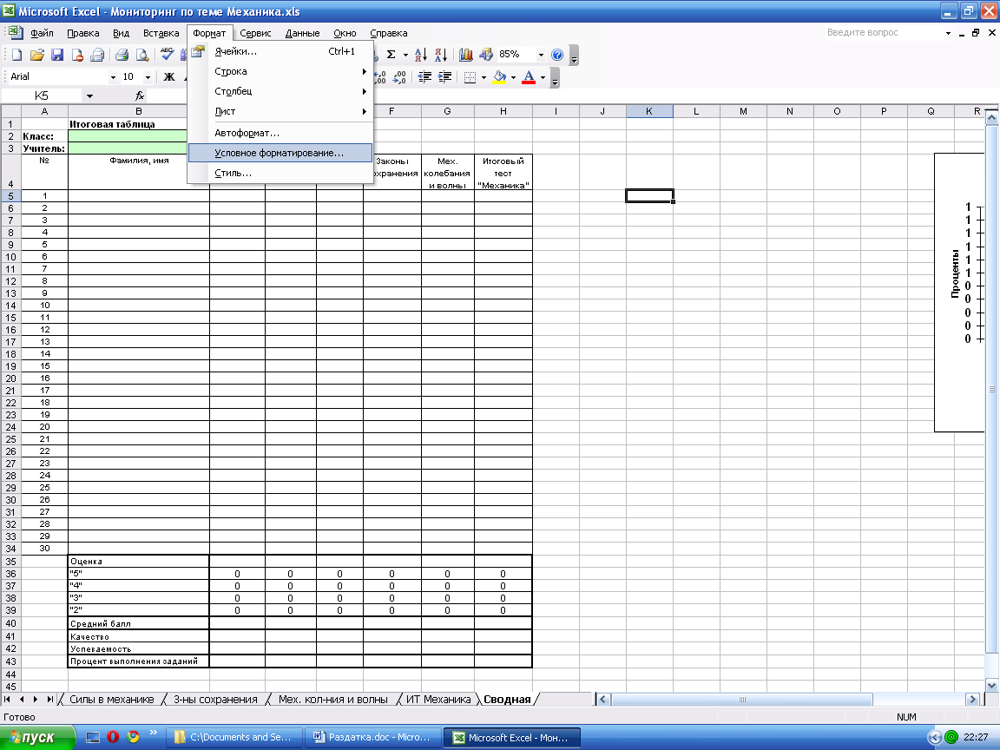 Microsoft Excel - Мониторинг по теме Механика.xls
Файл Правка Вид Вставка Формат Сервис Данные Окно Справка Введите вопрос
Σ 85%
Arial 10 Ж
K5 fx
Ячейки... Ctrl+1
Строка
Столбец
Лист
Автоформат...
Условное форматирование...
Стиль...
A B F G H I J K L M N O P Q R
1 Итоговая таблица
2 Класс:
3 Учитель:
4 № Фамилия, имя Законы охранения Мех. колебания и волны Итоговый тест "Механика"
5 1
6 2
7 3
8 4
9 5
10 6
11 7
12 8
13 9
14 10
15 11
16 12
17 13
18 14
19 15
20 16
21 17
22 18
23 19
24 20
25 21
26 22
27 23
28 24
29 25
30 26
31 27
32 28
33 29
34 30
35 Оценка
36 "5" 0 0 0 0 0 0
37 "4" 0 0 0 0 0 0
38 "3" 0 0 0 0 0 0
39 "2" 0 0 0 0 0 0
40 Средний балл
41 Качество
42 Успеваемость
43 Процент выполнения заданий
44
45
Проценты
1
1
1
1
1
1
0
0
0
0
0
Силы в механике З-ны сохранения Мех. кол-ния и волны ИТ Механика Сводная
Готово NUM
пуск C:\Documents and Se... Раздатка.doc - Micro... Microsoft Excel - Мон... 22:27